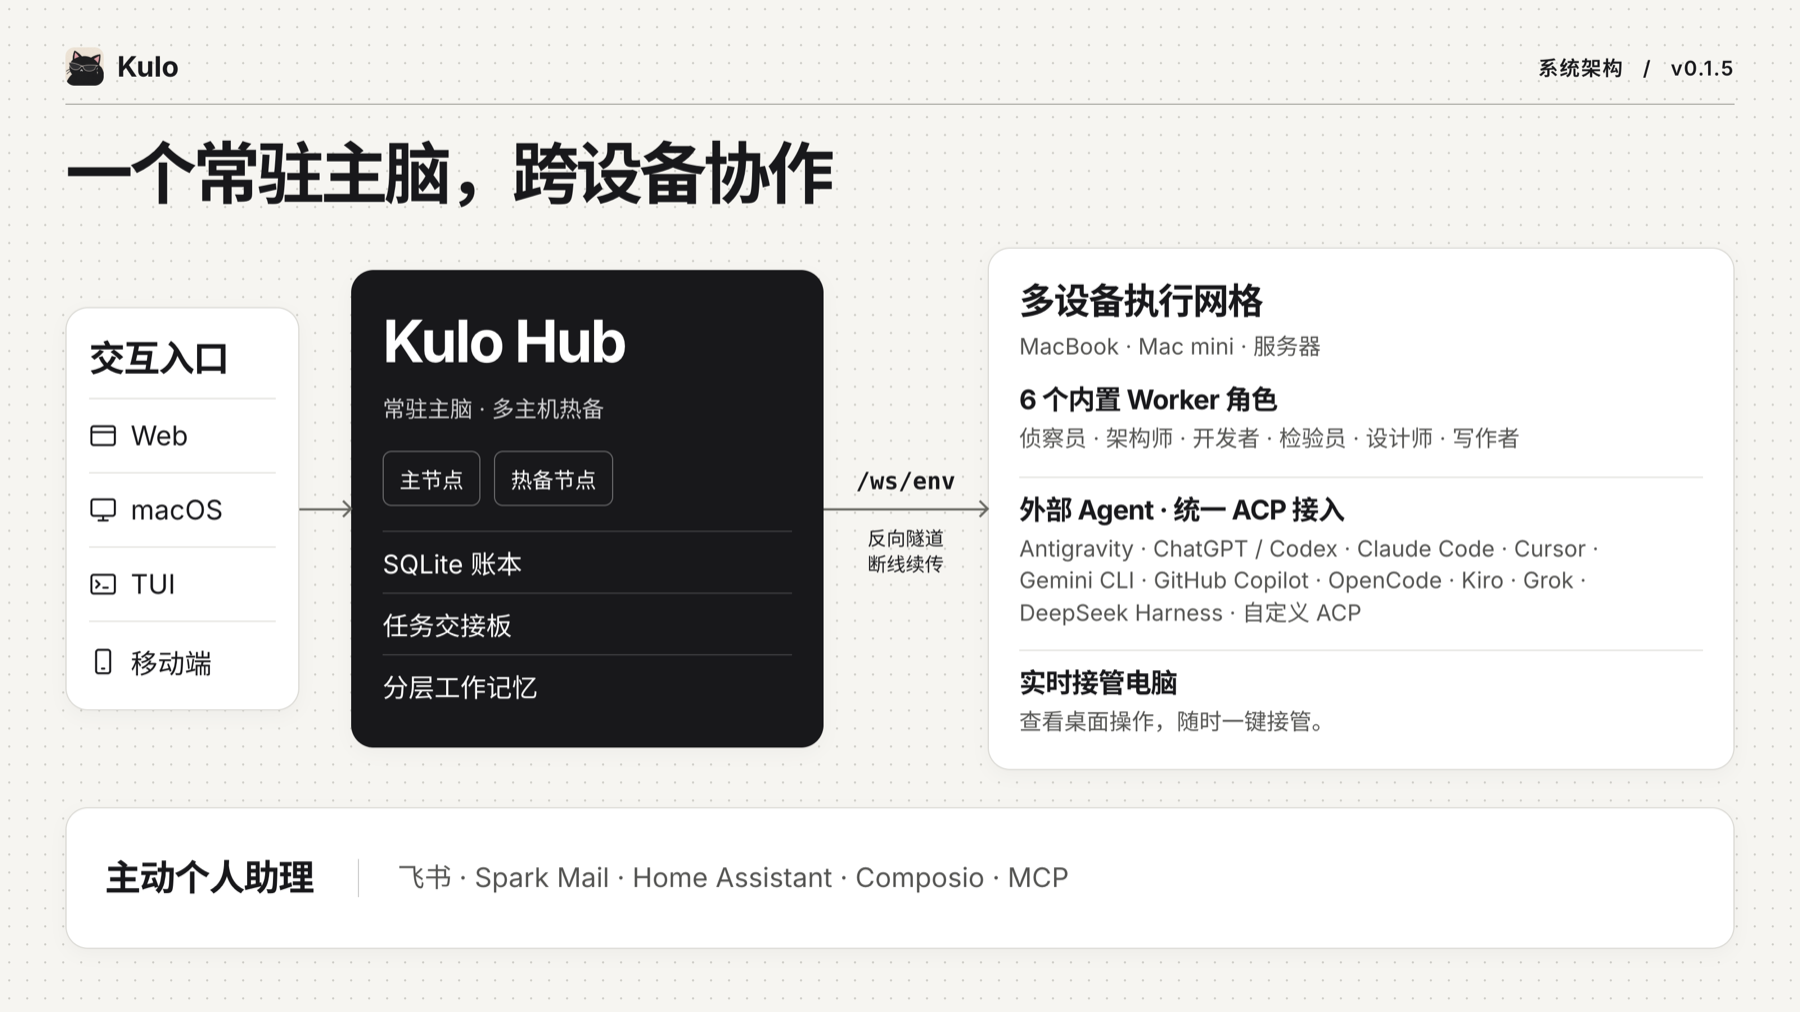 Kulo
系统架构 / v0.1.5
一个常驻主脑，跨设备协作
交互入口
Web
macOS
TUI
移动端
Kulo Hub
常驻主脑 · 多主机热备
主节点
热备节点
SQLite 账本
任务交接板
分层工作记忆
/ws/env
反向隧道
断线续传
多设备执行网格
MacBook · Mac mini · 服务器
6 个内置 Worker 角色
侦察员 · 架构师 · 开发者 · 检验员 · 设计师 · 写作者
外部 Agent · 统一 ACP 接入
Antigravity · ChatGPT / Codex · Claude Code · Cursor ·
Gemini CLI · GitHub Copilot · OpenCode · Kiro · Grok ·
DeepSeek Harness · 自定义 ACP
实时接管电脑
查看桌面操作，随时一键接管。
主动个人助理
飞书 · Spark Mail · Home Assistant · Composio · MCP